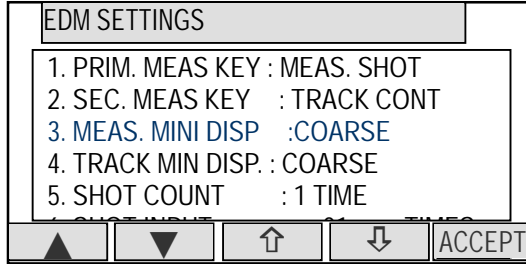 EDM SETTINGS
1. PRIM. MEAS KEY : MEAS. SHOT
2. SEC. MEAS KEY : TRACK CONT
3. MEAS. MINI DISP :COARSE
4. TRACK MIN DISP. : COARSE
5. SHOT COUNT : 1 TIME
ACCEPT